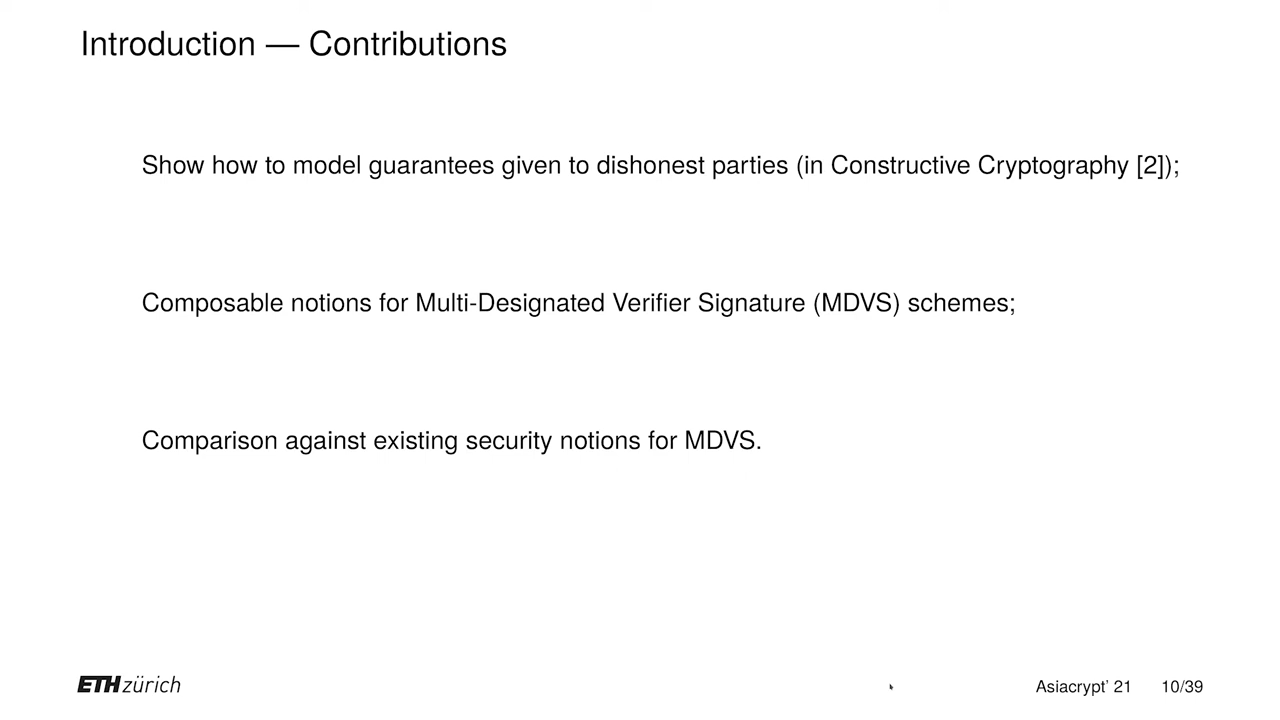 Introduction — Contributions
Show how to model guarantees given to dishonest parties (in Constructive Cryptography [2]);
Composable notions for Multi-Designated Verifier Signature (MDVS) schemes;
Comparison against existing security notions for MDVS.
ETH zürich
Asiacrypt' 21 10/39